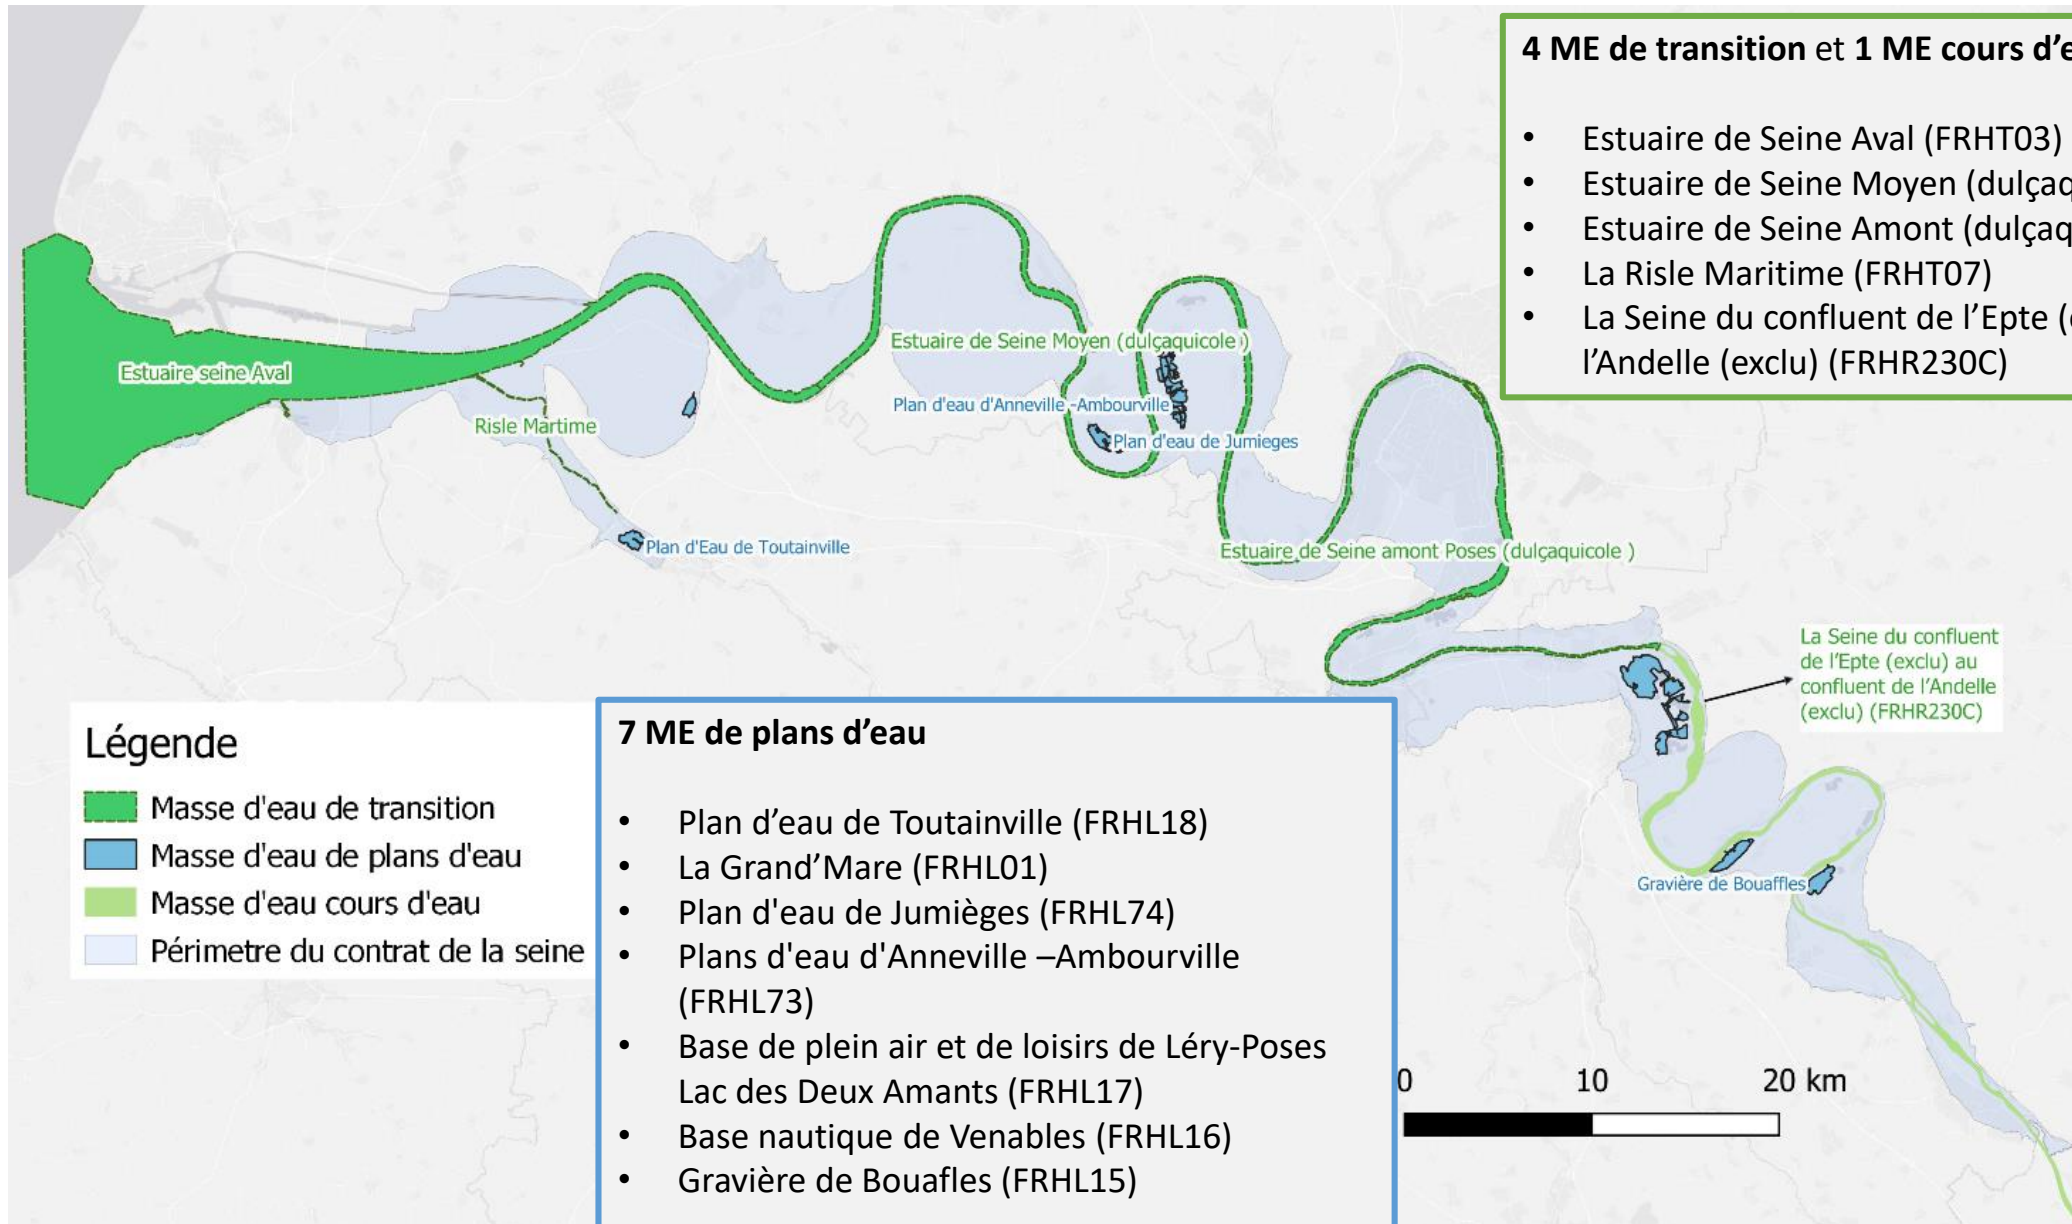 4 ME de transition et 1 ME cours d'e
• Estuaire de Seine Aval (FRHT03)
• Estuaire de Seine Moyen (dulçaq
• Estuaire de Seine Amont (dulçaq
• La Risle Maritime (FRHT07)
• La Seine du confluent de l’Epte (
l’Andelle (exclu) (FRHR230C)
Estuaire de Seine Moyen (dulçaquicole )
Estuaire seine Aval
Plan d'eau d'Anneville -Ambourville
Risle Martime
Plan d'eau de Jumieges
Plan d'Eau de Toutainville
Estuaire de Seine amont Poses (dulçaquicole )
La Seine du confluent
de l'Epte (exclu) au
confluent de l'Andelle
(exclu) (FRHR230C)
Gravière de Bouaffles
Légende
Masse d'eau de transition
Masse d'eau de plans d'eau
Masse d'eau cours d'eau
Périmetre du contrat de la seine
7 ME de plans d’eau
• Plan d’eau de Toutainville (FRHL18)
• La Grand’Mare (FRHL01)
• Plan d'eau de Jumièges (FRHL74)
• Plans d'eau d'Anneville –Ambourville
(FRHL73)
• Base de plein air et de loisirs de Léry-Poses
Lac des Deux Amants (FRHL17)
• Base nautique de Venables (FRHL16)
• Gravière de Bouafles (FRHL15)
0 10 20 km